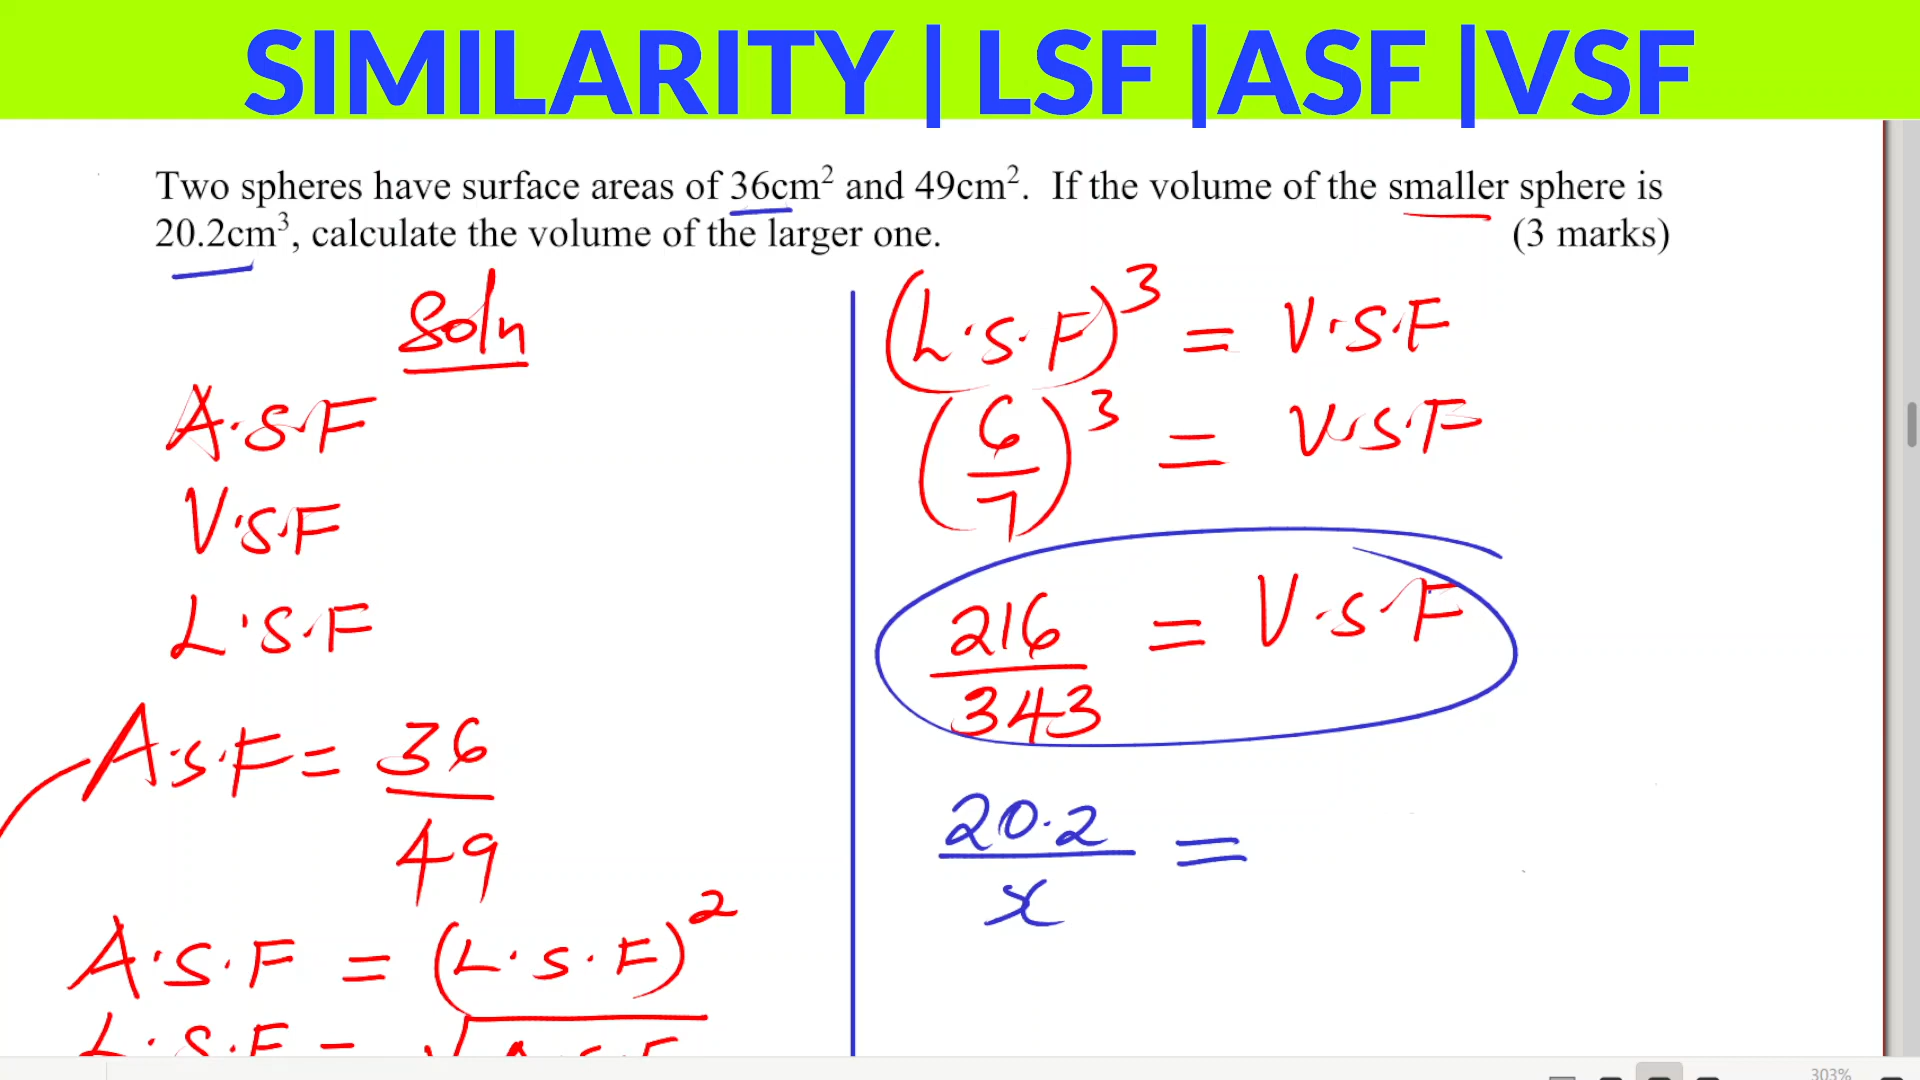 SIMILARITY | LSF |ASF |VSF
Two spheres have surface areas of 36cm². and 49cm². If the volume of the smaller sphere is
20.2cm³, calculate the volume of the larger one. (3 marks)
Soln
A.S.F
V.S.F
L.S.F
A.S.F = 36/49
A.S.F = (L.S.F)²
L.S.F = √A.S.F
(L.S.F)³ = V.S.F
(6/7)³ = V.S.F
216/343 = V.S.F
20.2/x =
303%